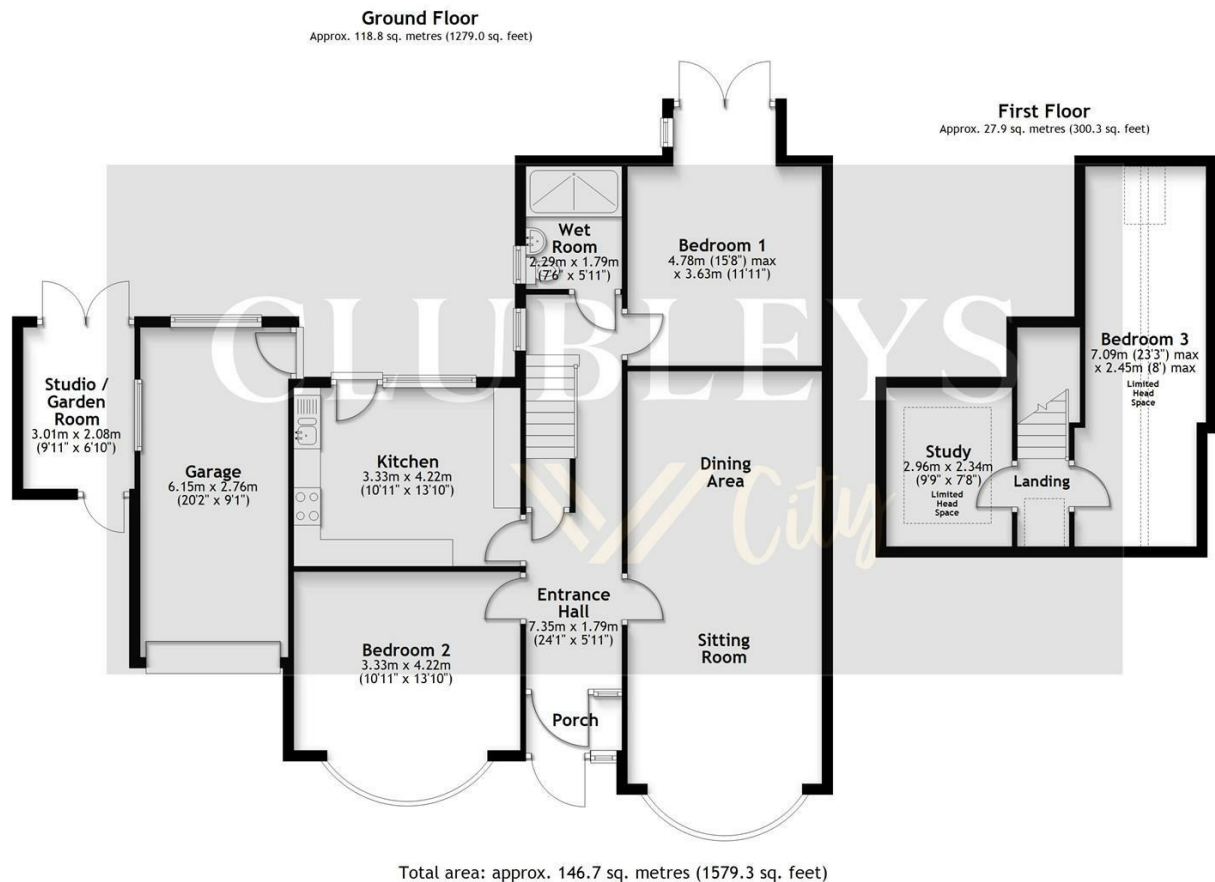 Ground Floor
Approx. 118.8 sq. metres (1279.0 sq. feet)
First Floor
Approx. 27.9 sq. metres (300.3 sq. feet)
Wet
Room
2.29m x 1.79m
(7'6" x 5'11")
Bedroom 1
4.78m (15'8") max
x 3.63m (11'11")
CLUBLEYS
Bedroom 3
7.09m (23'3") max
x 2.45m (8') max
Limited
Head
Space
Studio /
Garden
Room
3.01m x 2.08m
(9'11" x 6'10")
Garage
6.15m x 2.76m
(20'2" x 9'1")
Kitchen
3.33m x 4.22m
(10'11" x 13'10")
Dining
Area
Study
2.96m x 2.34m
(9'9" x 7'8")
Limited
Head
Space
Landing
City
Entrance
Hall
7.35m x 1.79m
(24'1" x 5'11")
Bedroom 2
3.33m x 4.22m
(10'11" x 13'10")
Sitting
Room
Porch
Total area: approx. 146.7 sq. metres (1579.3 sq. feet)